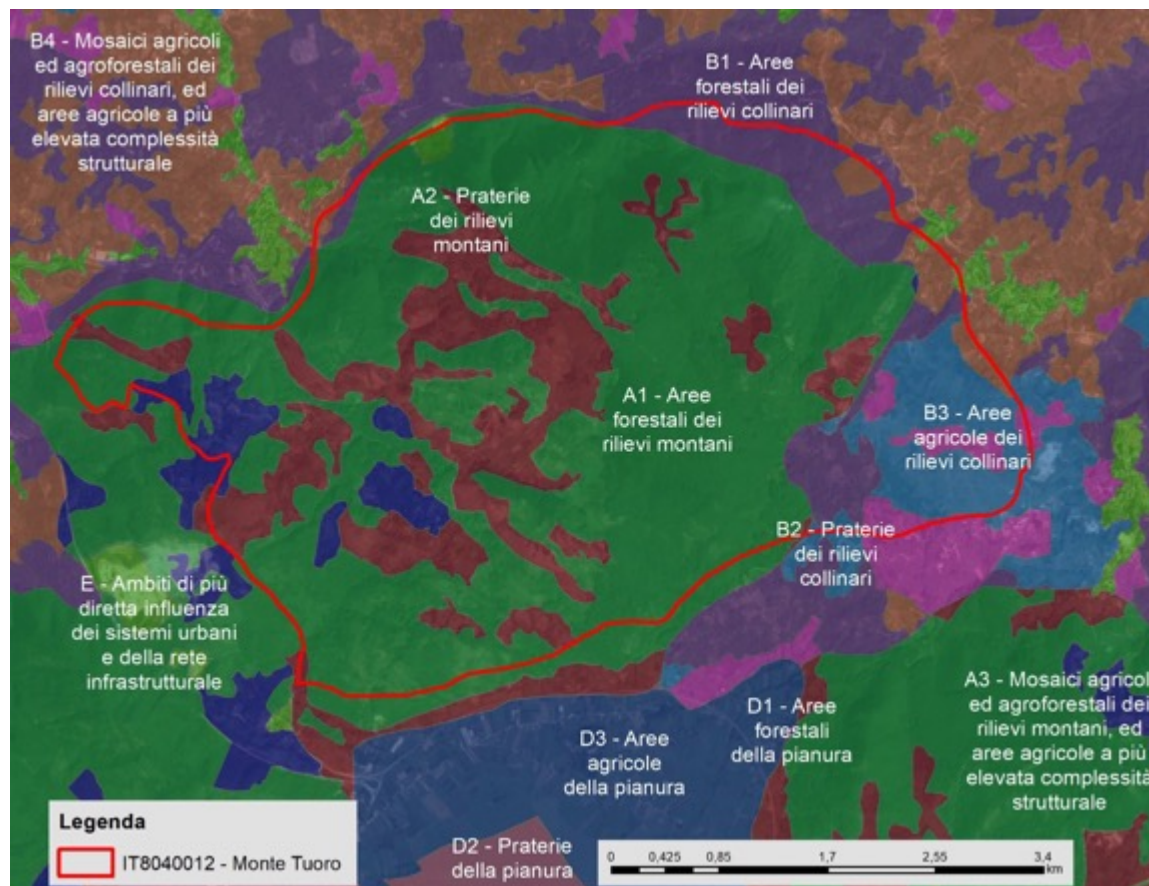 B4 - Mosaici agricoli
ed agroforestali dei
rilievi collinari, ed
aree agricole a più
elevata complessità
strutturale
B1 - Aree
forestali dei
rilievi collinari
A2 - Praterie
dei rilievi
montani
A1 - Aree
forestali dei
rilievi montani
B3 - Aree
agricole dei
rilievi collinari
B2 - Praterie
dei rilievi
collinari
E - Ambiti di più
diretta influenza
dei sistemi urbani
e della rete
infrastrutturale
A3 - Mosaici agricol
ed agroforestali dei
rilievi montani, ed
aree agricole a più
elevata complessità
strutturale
D1 - Aree
forestali
della pianura
D3 - Aree
agricole
della pianura
D2 - Praterie
della pianura
Legenda
IT8040012 - Monte Tuoro
0 0,425 0,85 1,7 2,55 3,4
km